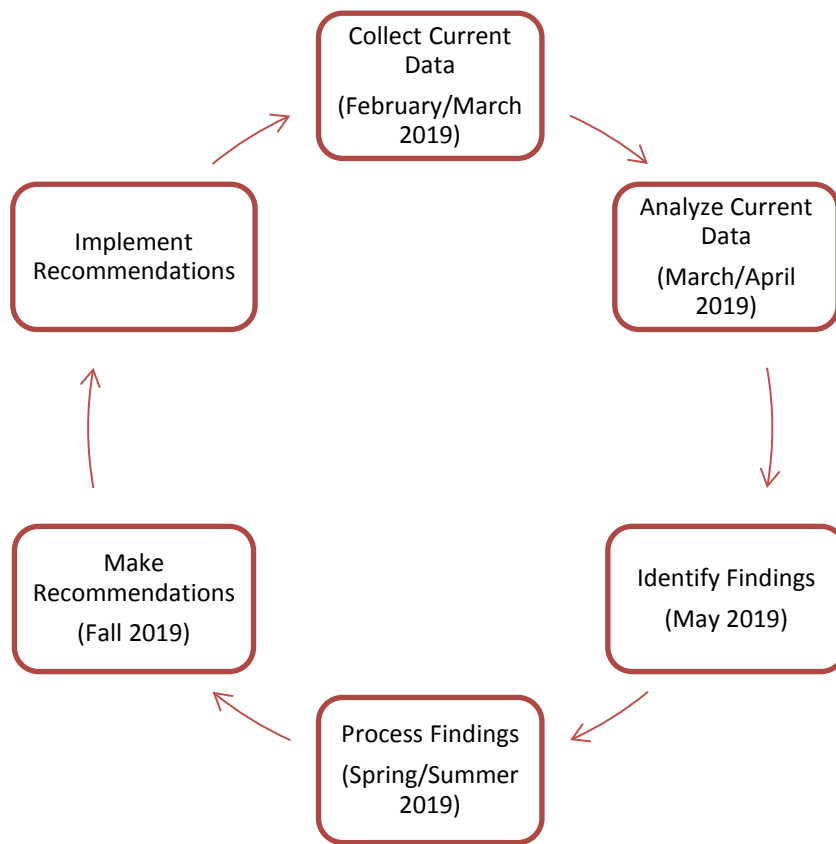 Collect Current
Data
(February/March
2019)
Analyze Current
Data
(March/April
2019)
Identify Findings
(May 2019)
Process Findings
(Spring/Summer
2019)
Make
Recommendations
(Fall 2019)
Implement
Recommendations